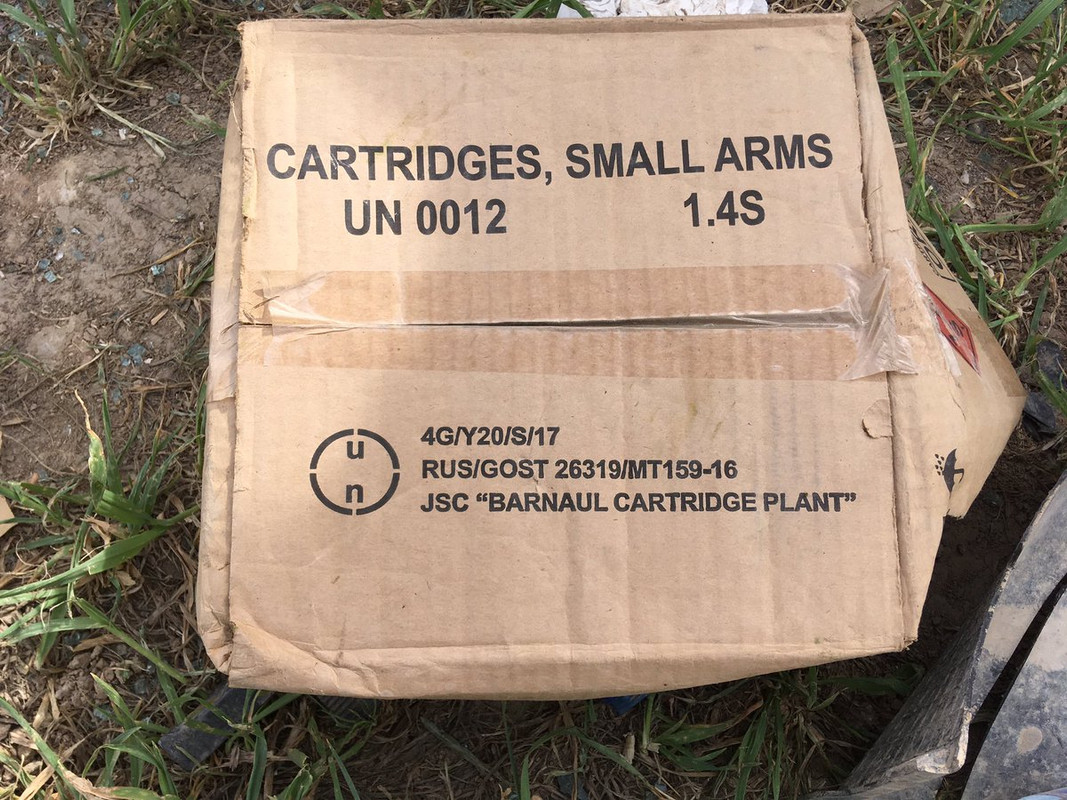 CARTRIDGES, SMALL ARMS
UN 0012 1.4S
u
n
4G/Y20/S/17
RUS/GOST 26319/MT159-16
JSC “BARNAUL CARTRIDGE PLANT”